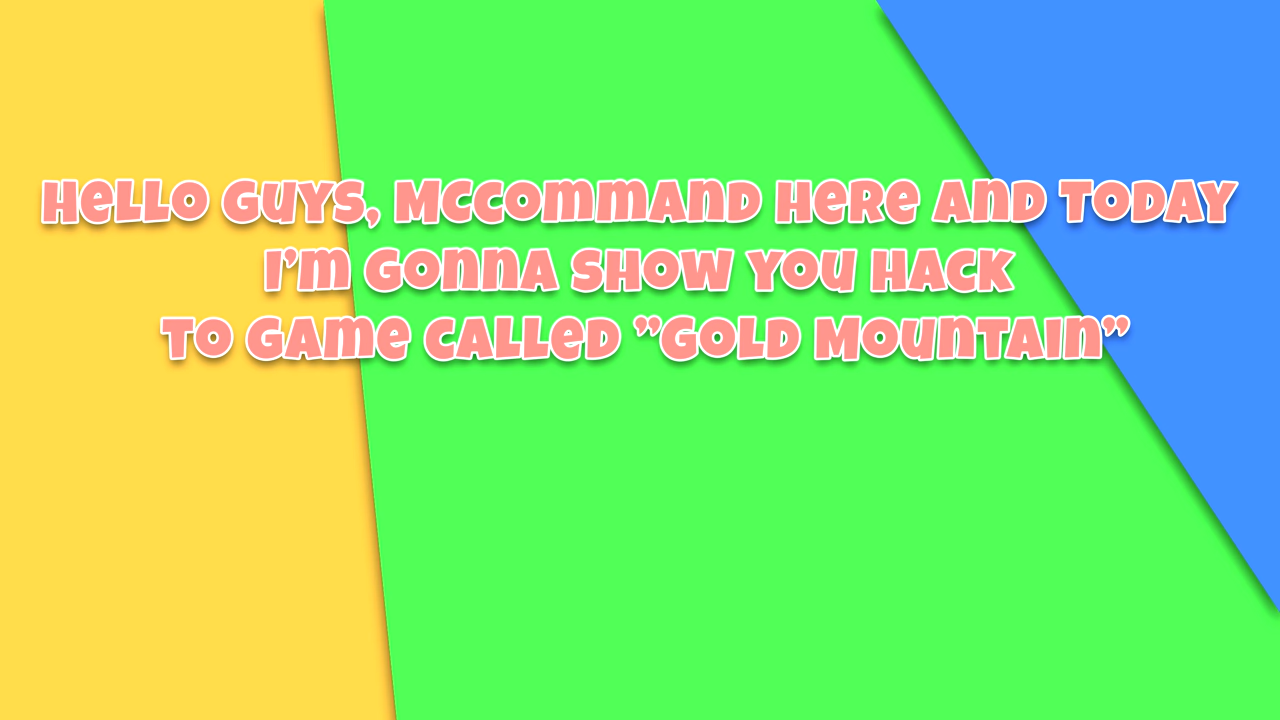 Hello guys, McCommand here and today
I’m gonna show you hack
to game called ”Gold Mountain”